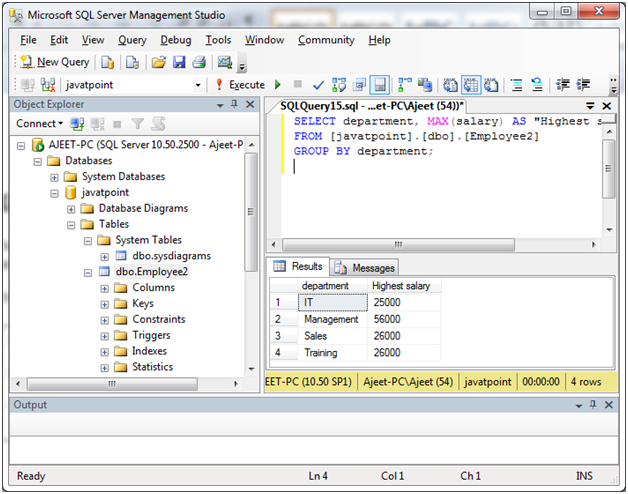 Microsoft SQL Server Management Studio
File Edit View Query Debug Tools Window Community Help
New Query
javatpoint Execute
Object Explorer
Connect
AJEET-PC (SQL Server 10.50.2500 - Ajeet-P
Databases
System Databases
javatpoint
Database Diagrams
Tables
System Tables
dbo.sysdiagrams
dbo.Employee2
Columns
Keys
Constraints
Triggers
Indexes
Statistics
SQLQuery15.sql - ...et-PC\Ajeet (54))*
SELECT department, MAX(salary) AS "Highest s
FROM [javatpoint].[dbo].[Employee2]
GROUP BY department;
Results Messages
department Highest salary
1 IT 25000
2 Management 56000
3 Sales 26000
4 Training 26000
EET-PC (10.50 SP1) Ajeet-PC\Ajeet (54) javatpoint 00:00:00 4 rows
Output
Ready Ln 4 Col 1 Ch 1 INS